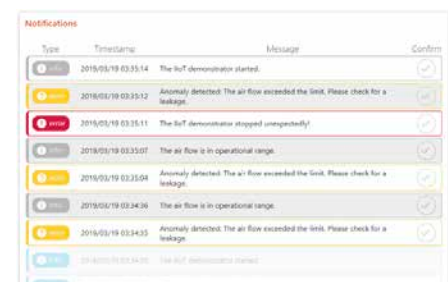 Notifications
Type Timestamp Message Confirm
info 2019/03/19 03:35:14 The IIoT demonstrator started.
2019/03/19 03:35:12 Anomaly detected: The air flow exceeded the limit. Please check for a
leakage.
error 2019/03/19 03:35:11 The IIoT demonstrator stopped unexpectedly!
info 2019/03/19 03:35:07 The air flow is in operational range.
2019/03/19 03:35:04 Anomaly detected: The air flow exceeded the limit. Please check for a
leakage.
info 2019/03/19 03:34:36 The air flow is in operational range.
2019/03/19 03:34:35 Anomaly detected: The air flow exceeded the limit. Please check for a
leakage.
info The IIoT demonstrator started.